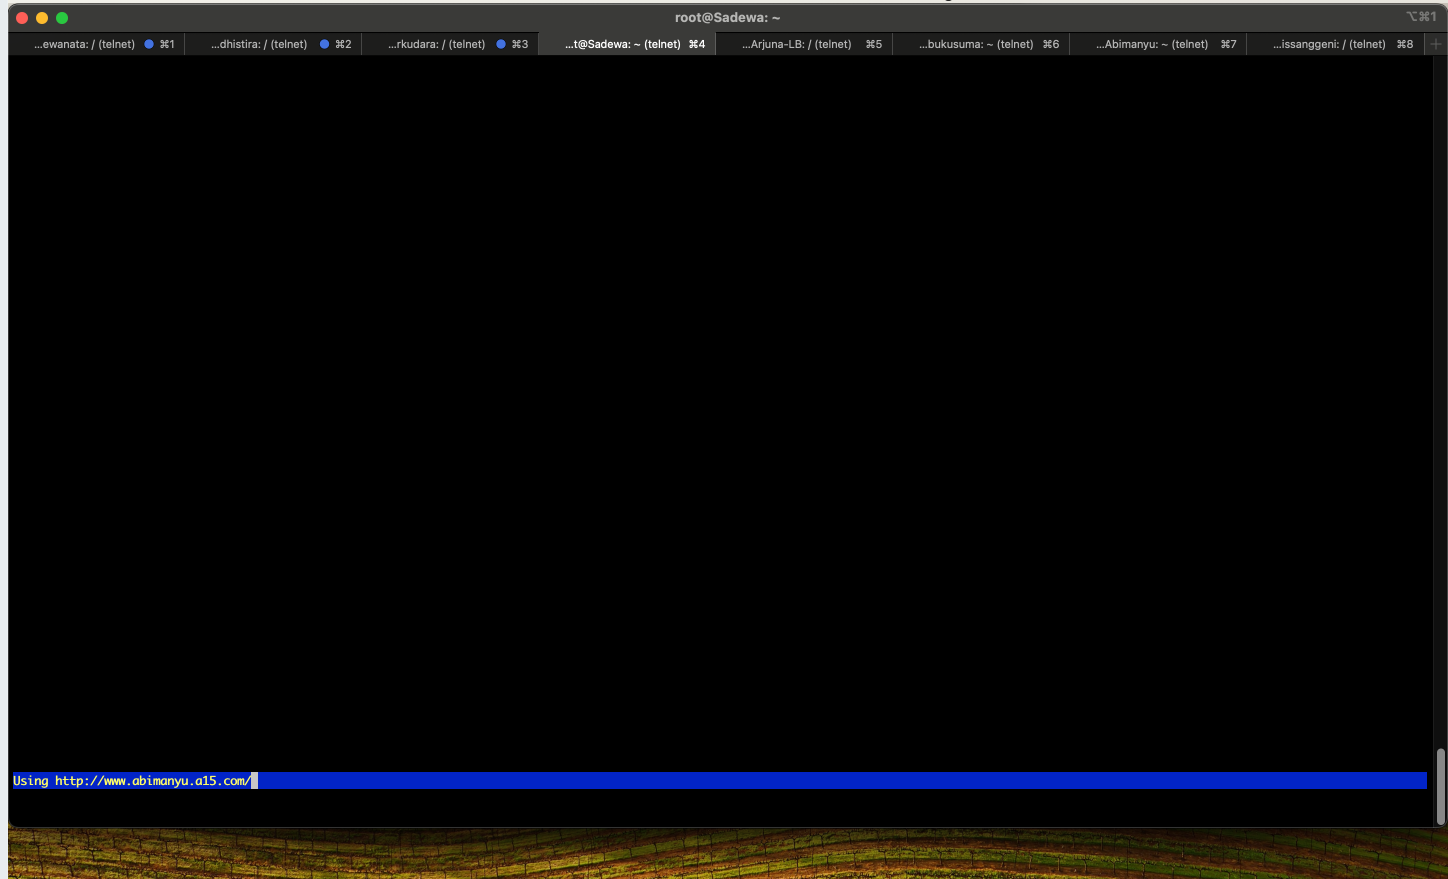 root@Sadewa: ~
⌥⌘1
...ewanata: / (telnet) ⌘1
...dhistira: / (telnet) ⌘2
...rkudara: / (telnet) ⌘3
...t@Sadewa: ~ (telnet) ⌘4
...Arjuna-LB: / (telnet) ⌘5
...bukusuma: ~ (telnet) ⌘6
...Abimanyu: ~ (telnet) ⌘7
...issanggeni: / (telnet) ⌘8
Using http://www.abimanyu.a15.com/